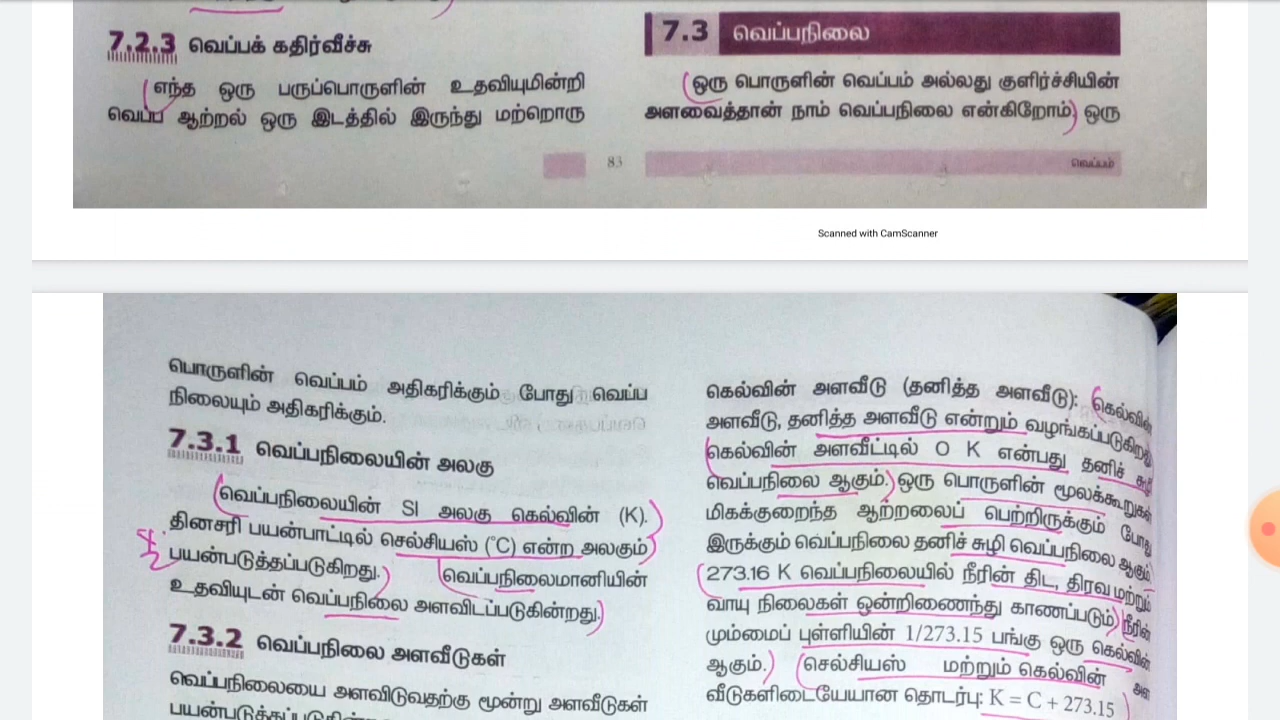 7.2.3 வெப்பக் கதிர்வீச்சு
எந்த ஒரு பருப்பொருளின் உதவியுமின்றி
வெப்ப ஆற்றல் ஒரு இடத்தில் இருந்து மற்றொரு
7.3 வெப்பநிலை
ஒரு பொருளின் வெப்பம் அல்லது குளிர்ச்சியின்
அளவைத்தான் நாம் வெப்பநிலை என்கிறோம். ஒரு
83
வெப்பம்
Scanned with CamScanner
பொருளின் வெப்பம் அதிகரிக்கும் போது வெப்ப
நிலையும் அதிகரிக்கும்.
7.3.1 வெப்பநிலையின் அலகு
வெப்பநிலையின் SI அலகு கெல்வின் (K).
தினசரி பயன்பாட்டில் செல்சியஸ் (°C) என்ற அலகும்
பயன்படுத்தப்படுகிறது. வெப்பநிலைமானியின்
உதவியுடன் வெப்பநிலை அளவிடப்படுகின்றது.
7.3.2 வெப்பநிலை அளவீடுகள்
வெப்பநிலையை அளவிடுவதற்கு மூன்று அளவீடுகள்
கெல்வின் அளவீடு (தனித்த அளவீடு): கெல்வின்
அளவீடு, தனித்த அளவீடு என்றும் வழங்கப்படுகிறது
கெல்வின் அளவீட்டில் O K என்பது தனிச் சுழி
வெப்பநிலை ஆகும். ஒரு பொருளின் மூலக்கூறுகள்
மிகக்குறைந்த ஆற்றலைப் பெற்றிருக்கும் போது
இருக்கும் வெப்பநிலை தனிச் சுழி வெப்பநிலை ஆகும்.
273.16 K வெப்பநிலையில் நீரின் திட, திரவ மற்றும்
வாயு நிலைகள் ஒன்றிணைந்து காணப்படும் நீரின்
மும்மைப் புள்ளியின் 1/273.15 பங்கு ஒரு கெல்வின்
ஆகும். செல்சியஸ் மற்றும் கெல்வின் அள
வீடுகளிடையேயான தொடர்பு: K = C + 273.15